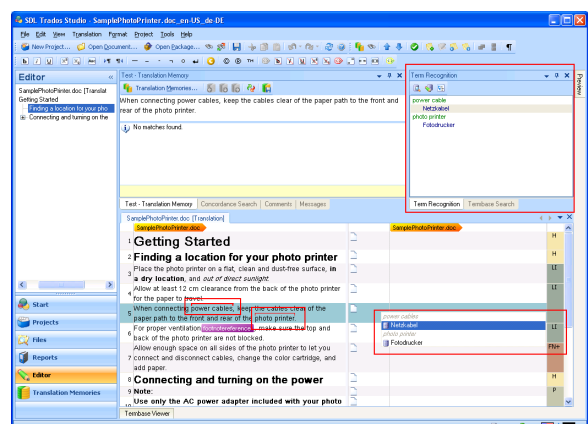 SDL Trados Studio - SamplePhotoPrinter.doc_en-US_de-DE
File Edit View Translation Format Project Tools Help
New Project... Open Document... Open Package...
Editor
SamplePhotoPrinter.doc [Translat
Getting Started
Finding a location for your pho
Connecting and turning on the
Start
Projects
Files
Reports
Editor
Translation Memories
Test - Translation Memory
Translation Memories...
When connecting power cables, keep the cables clear of the paper path to the front and
rear of the photo printer.
No matches found.
Test - Translation Memory Concordance Search Comments Messages
Term Recognition
power cable
Netzkabel
photo printer
Fotodrucker
Term Recognition Termbase Search
Preview
SamplePhotoPrinter.doc [Translation]
SamplePhotoPrinter.doc SamplePhotoPrinter.doc
1 Getting Started H
2 Finding a location for your photo printer H
3 Place the photo printer on a flat, clean and dust-free surface, in LI
a dry location, and out of direct sunlight.
4 Allow at least 12 cm clearance from the back of the photo printer LI
for the paper to travel.
5 When connecting power cables, keep the cables clear of the
paper path to the front and rear of the photo printer.
power cables
Netzkabel
photo printer
Fotodrucker
6 For proper ventilation footnotereference , make sure the top and LI
back of the photo printer are not blocked.
7 Allow enough space on all sides of the photo printer to let you FN+
connect and disconnect cables, change the color cartridge, and
add paper.
8 Connecting and turning on the power H
9 Note: P
10 Use only the AC power adapter included with your photo
Termbase Viewer